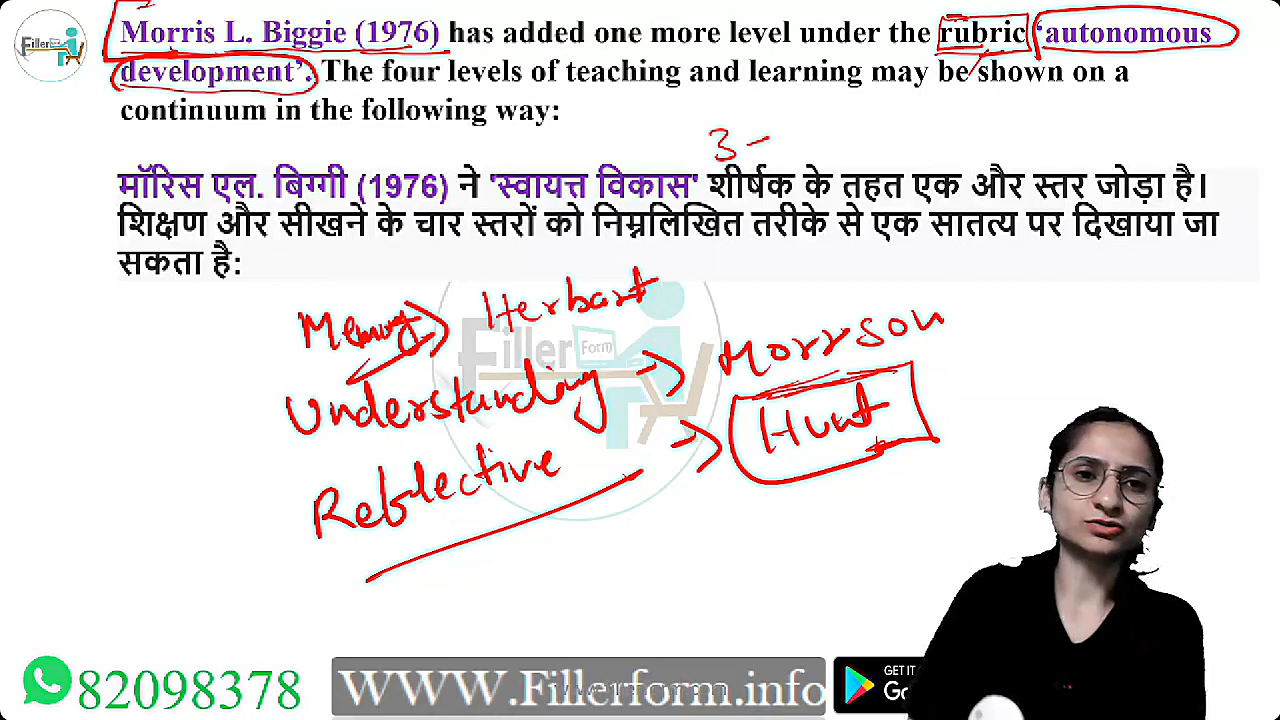 Morris L. Biggie (1976) has added one more level under the rubric 'autonomous
development'. The four levels of teaching and learning may be shown on a
continuum in the following way:
3 -
मॉरिस एल. बिग्गी (1976) ने 'स्वायत्त विकास' शीर्षक के तहत एक और स्तर जोड़ा है।
शिक्षण और सीखने के चार स्तरों को निम्नलिखित तरीके से एक सातत्य पर दिखाया जा
सकता है:
Memory Herbart
Understanding Morrson
Reflective Hunt
Filler Form
82098378 www.Fillerform.info GET IT